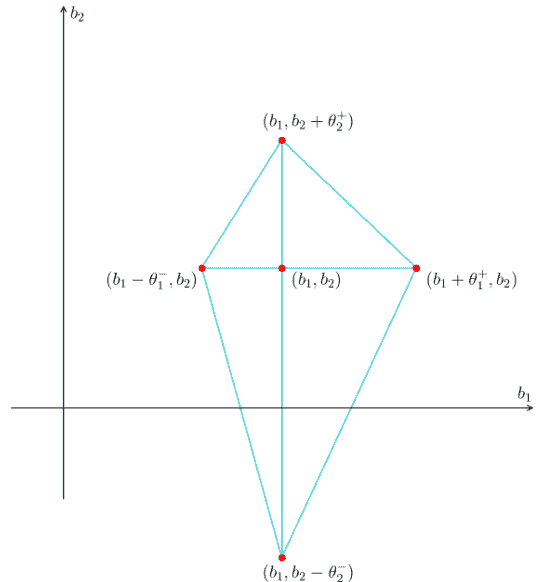 b₂
(b₁, b₂ + θ₂⁺)
(b₁ − θ₁⁻, b₂)
(b₁, b₂)
(b₁ + θ₁⁺, b₂)
b₁
(b₁, b₂ − θ₂⁻)